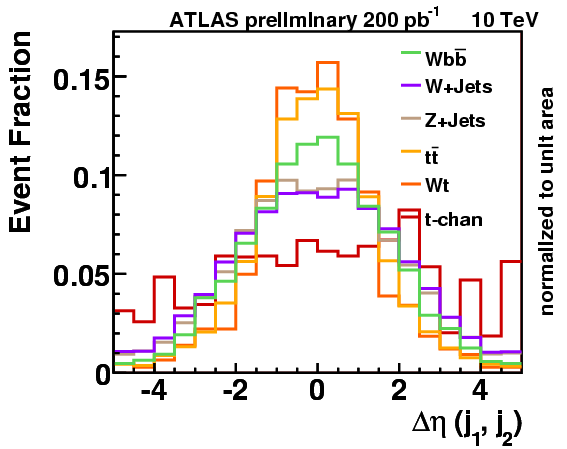 ATLAS preliminary 200 pb⁻¹ 10 TeV
Event Fraction
0.15
0.1
0.05
0
-4 -2 0 2 4
Δη (j₁, j₂)
Wbb̅
W+Jets
Z+Jets
tt̅
Wt
t-chan
normalized to unit area